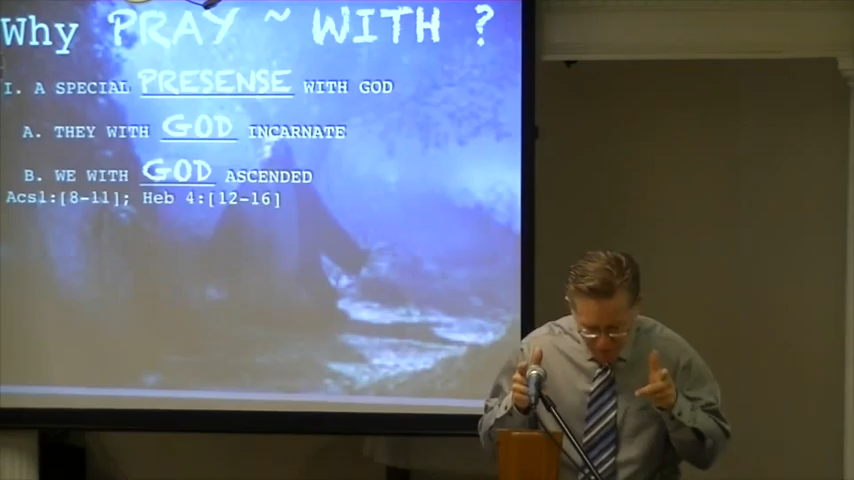 Why PRAY ~ WITH ?
I. A SPECIAL PRESENSE WITH GOD
A. THEY WITH GOD INCARNATE
B. WE WITH GOD ASCENDED
Acs1:[8-11]; Heb 4:[12-16]